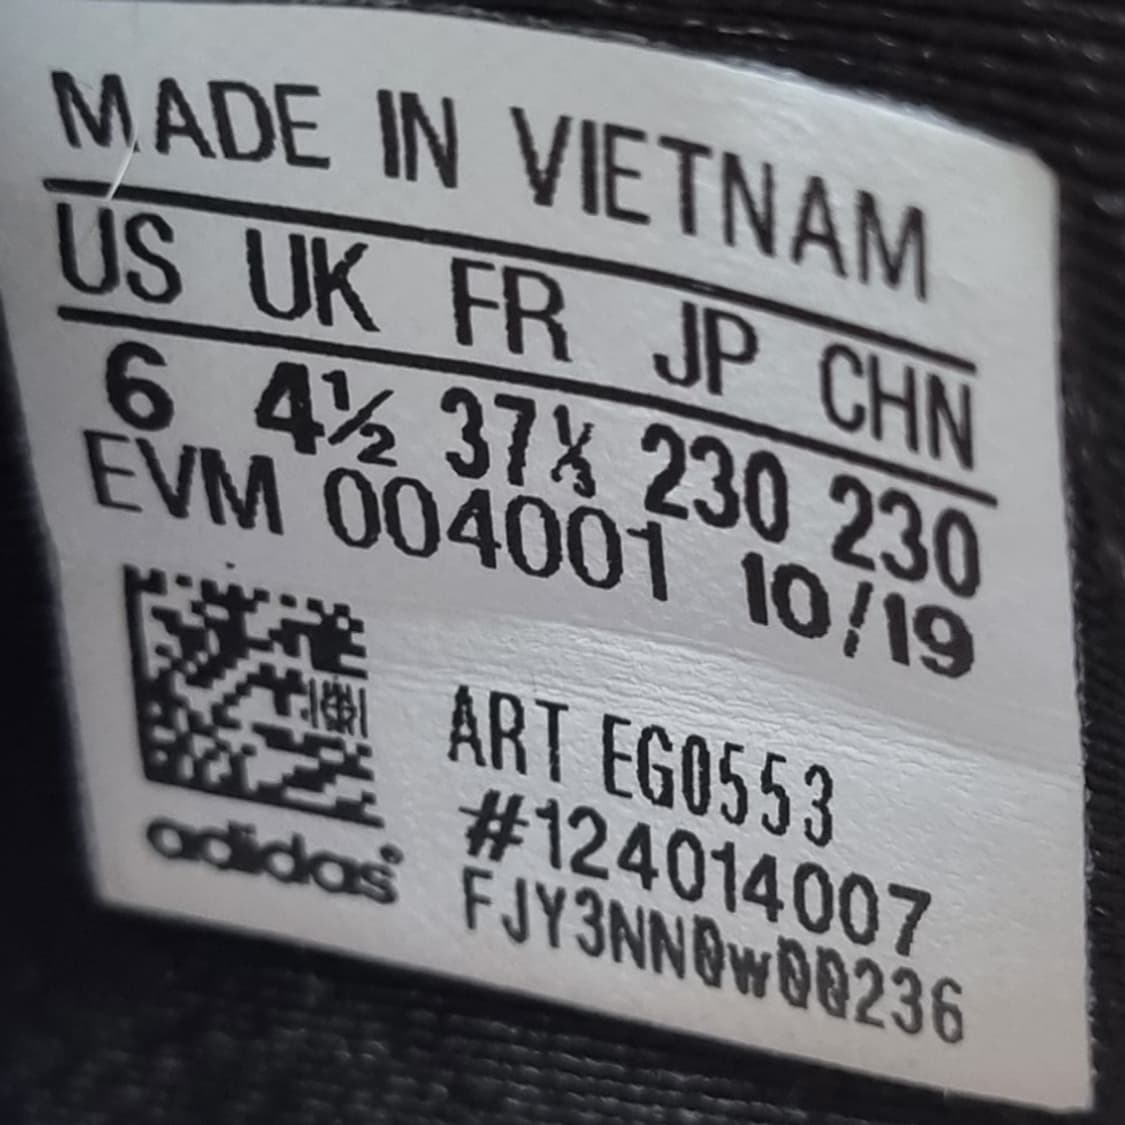 MADE IN VIETNAM
US UK FR JP CHN
6 4½ 37⅓ 230 230
EVM 004001 10/19
ART EG0553
#124014007
FJY3NN0w00236
adidas